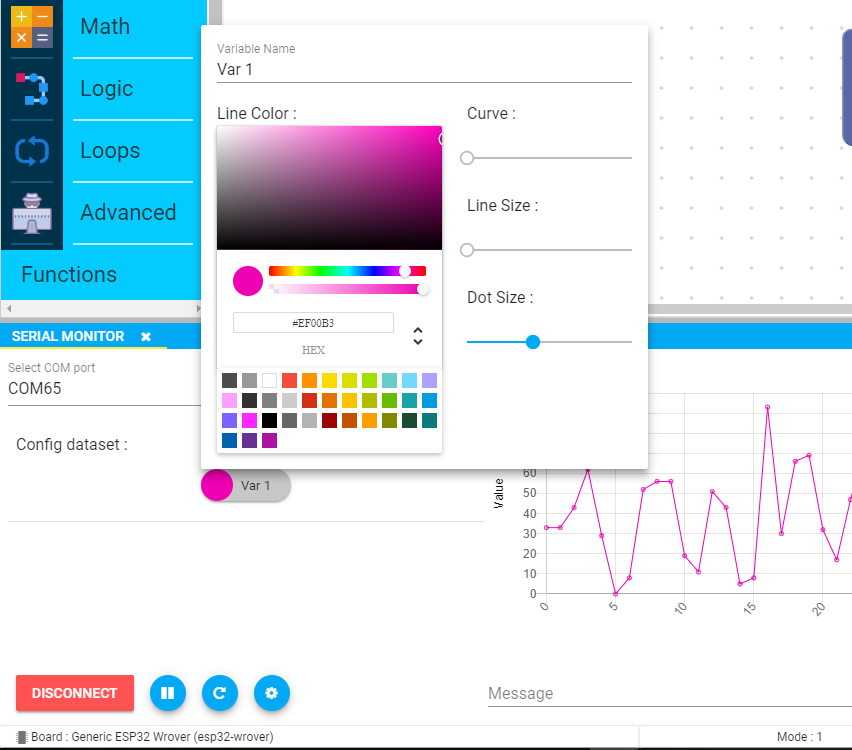 Math
Logic
Loops
Advanced
Functions
Variable Name
Var 1
Line Color :
Curve :
Line Size :
Dot Size :
#EF00B3
HEX
SERIAL MONITOR ✖
Select COM port
COM65
Config dataset :
Var 1
Value
60
50
40
30
20
10
0
0
5
10
15
20
DISCONNECT
Message
Board : Generic ESP32 Wrover (esp32-wrover)
Mode : 1